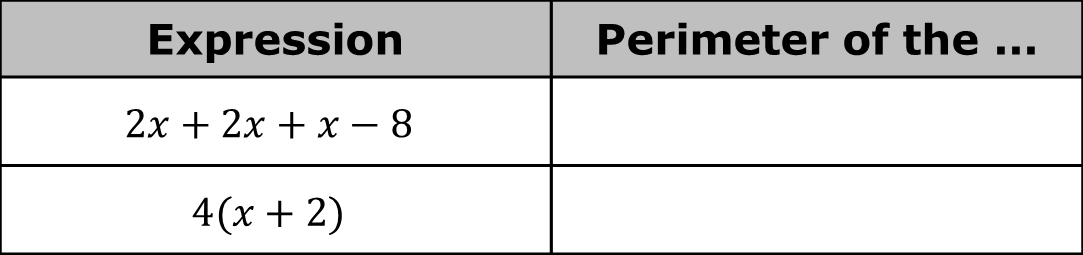 Expression Perimeter of the ...
2𝑥 + 2𝑥 + 𝑥 − 8
4(𝑥 + 2)